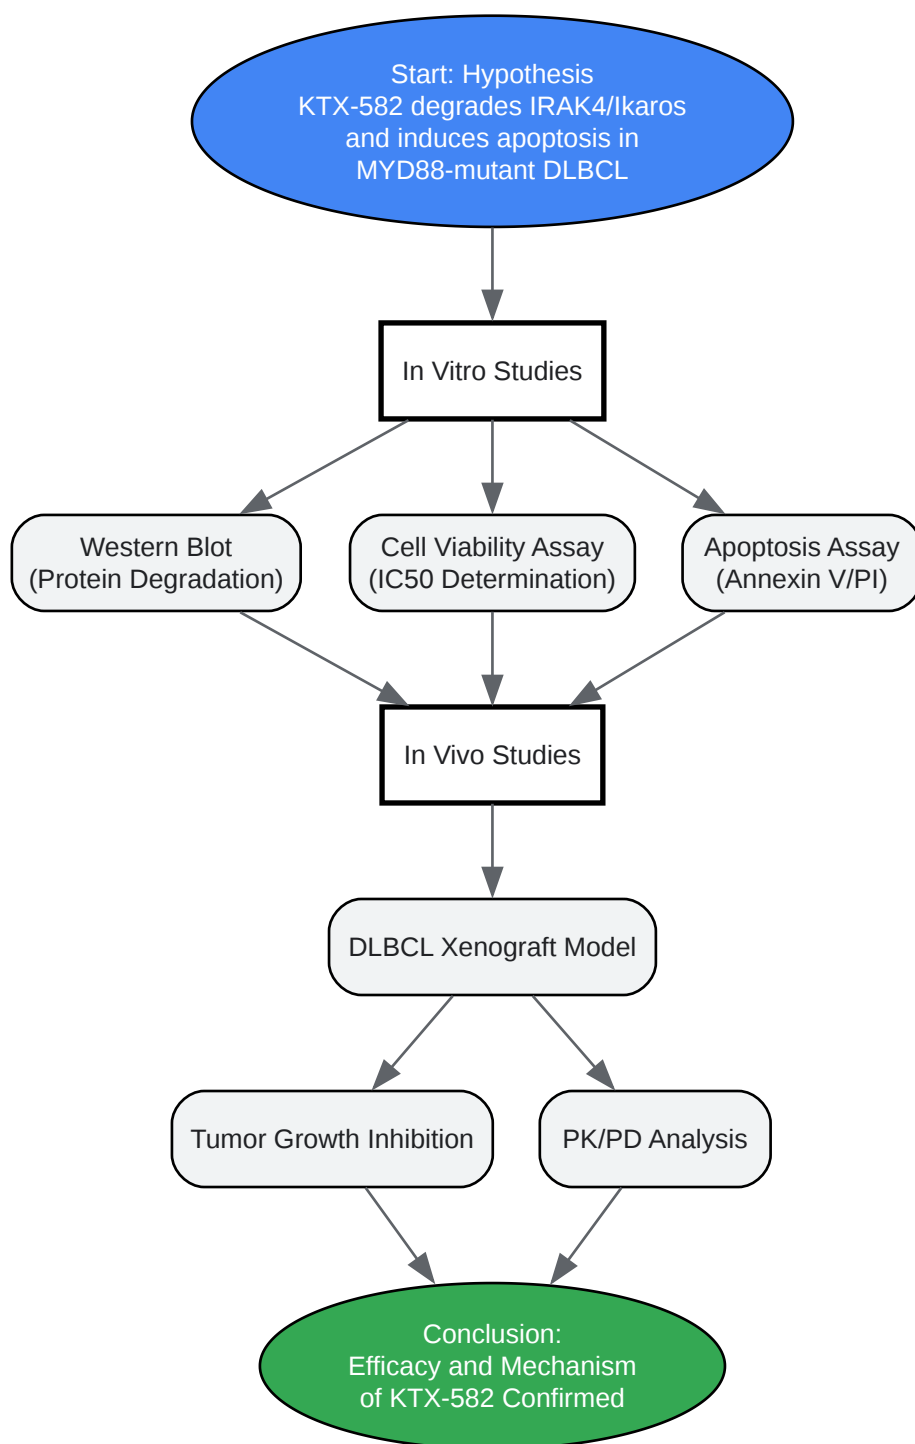 Start: Hypothesis
KTX-582 degrades IRAK4/Ikaros
and induces apoptosis in
MYD88-mutant DLBCL
In Vitro Studies
Western Blot
(Protein Degradation)
Cell Viability Assay
(IC50 Determination)
Apoptosis Assay
(Annexin V/PI)
In Vivo Studies
DLBCL Xenograft Model
Tumor Growth Inhibition
PK/PD Analysis
Conclusion:
Efficacy and Mechanism
of KTX-582 Confirmed